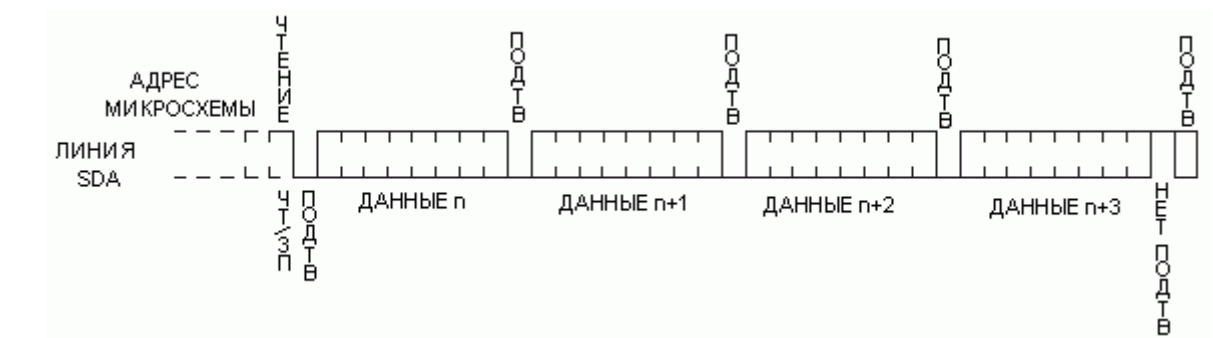 ЧТЕНИЕ
ПОДТВ
ПОДТВ
ПОДТВ
ПОДТВ
АДРЕС
МИКРОСХЕМЫ
ЛИНИЯ
SDA
ЧТ/ЗП
ПОДТВ
ДАННЫЕ n
ДАННЫЕ n+1
ДАННЫЕ n+2
ДАННЫЕ n+3
НЕТ ПОДТВ